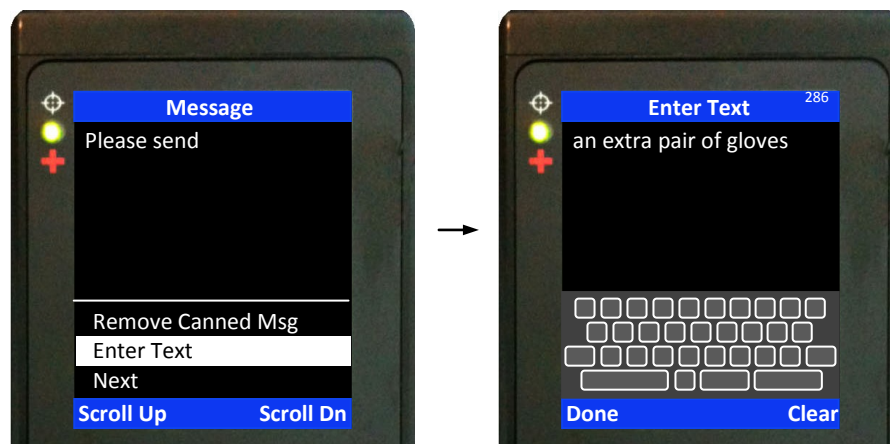 Message
Please send
Remove Canned Msg
Enter Text
Next
Scroll Up Scroll Dn
Enter Text 286
an extra pair of gloves
Done Clear